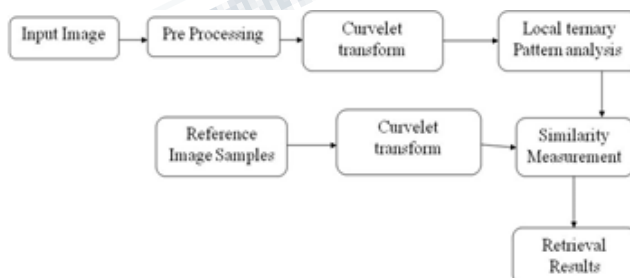 Input Image
Pre Processing
Curvelet
transform
Local ternary
Pattern analysis
Reference
Image Samples
Curvelet
transform
Similarity
Measurement
Retrieval
Results